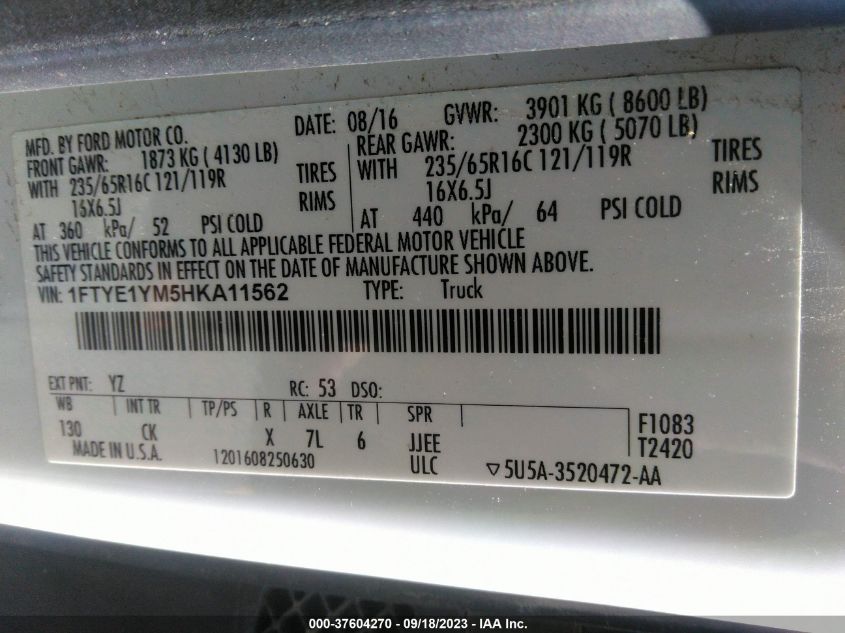 MFD. BY FORD MOTOR CO.
DATE: 08/16 GVWR: 3901 KG ( 8600 LB)
FRONT GAWR: 1873 KG ( 4130 LB)
WITH 235/65R16C 121/119R TIRES
16X6.5J RIMS
AT 360 kPa/ 52 PSI COLD
REAR GAWR: 2300 KG ( 5070 LB)
WITH 235/65R16C 121/119R TIRES
16X6.5J RIMS
AT 440 kPa/ 64 PSI COLD
THIS VEHICLE CONFORMS TO ALL APPLICABLE FEDERAL MOTOR VEHICLE
SAFETY STANDARDS IN EFFECT ON THE DATE OF MANUFACTURE SHOWN ABOVE.
VIN: 1FTYE1YM5HKA11562 TYPE: Truck
EXT PNT: YZ RC: 53 DSO:
WB INT TR TP/PS R AXLE TR SPR
130 CK X 7L 6 JJEE
F1083
T2420
MADE IN U.S.A. 1201608250630 ULC ▽5U5A-3520472-AA
000-37604270 - 09/18/2023 - IAA Inc.